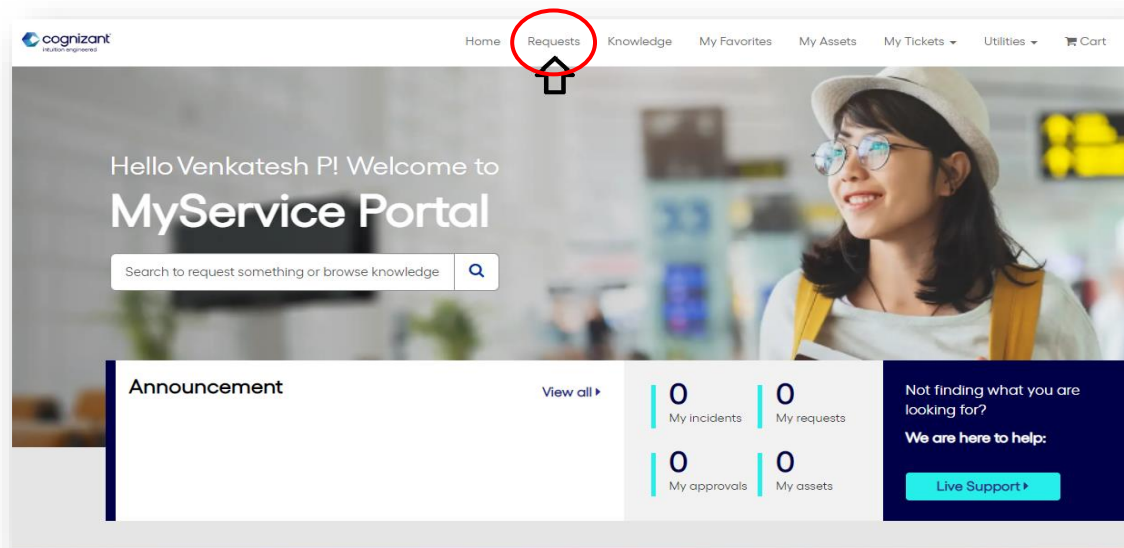 cognizant
intuition engineered
Home Requests Knowledge My Favorites My Assets My Tickets Utilities Cart
Hello Venkatesh P! Welcome to
MyService Portal
Search to request something or browse knowledge
Announcement
View all
0
My incidents
0
My requests
0
My approvals
0
My assets
Not finding what you are
looking for?
We are here to help:
Live Support